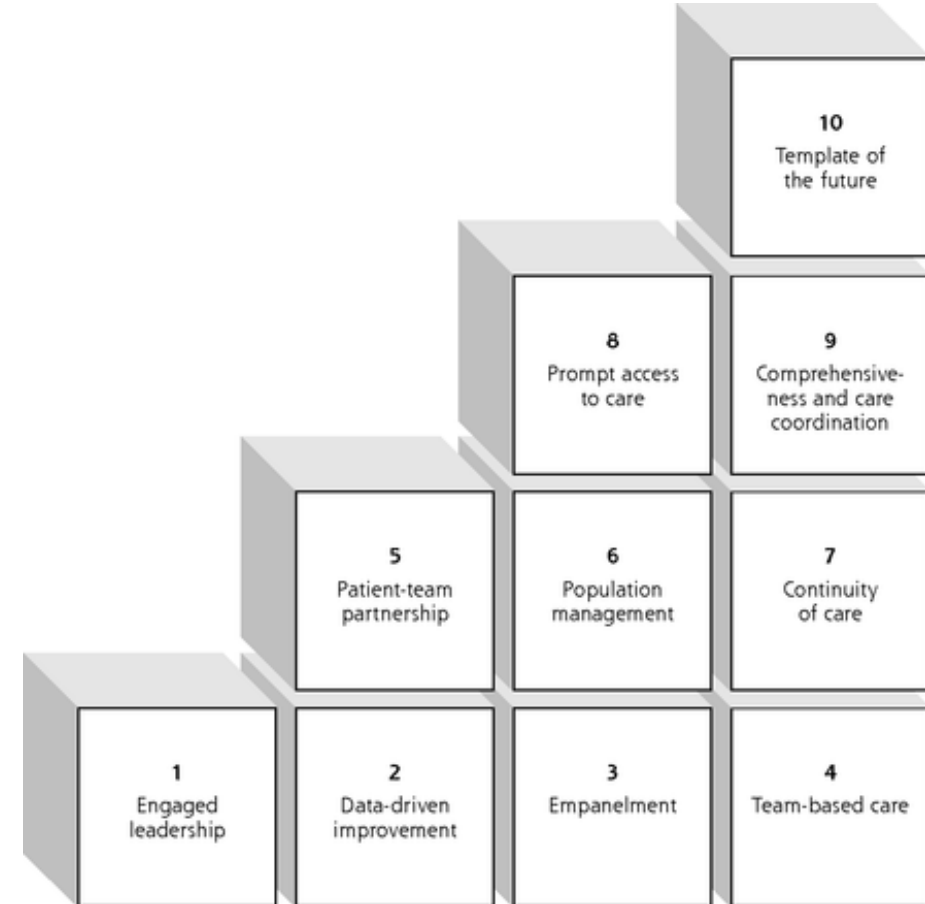 10
Template of
the future
8
Prompt access
to care
9
Comprehensive-
ness and care
coordination
5
Patient-team
partnership
6
Population
management
7
Continuity
of care
1
Engaged
leadership
2
Data-driven
improvement
3
Empanelment
4
Team-based care